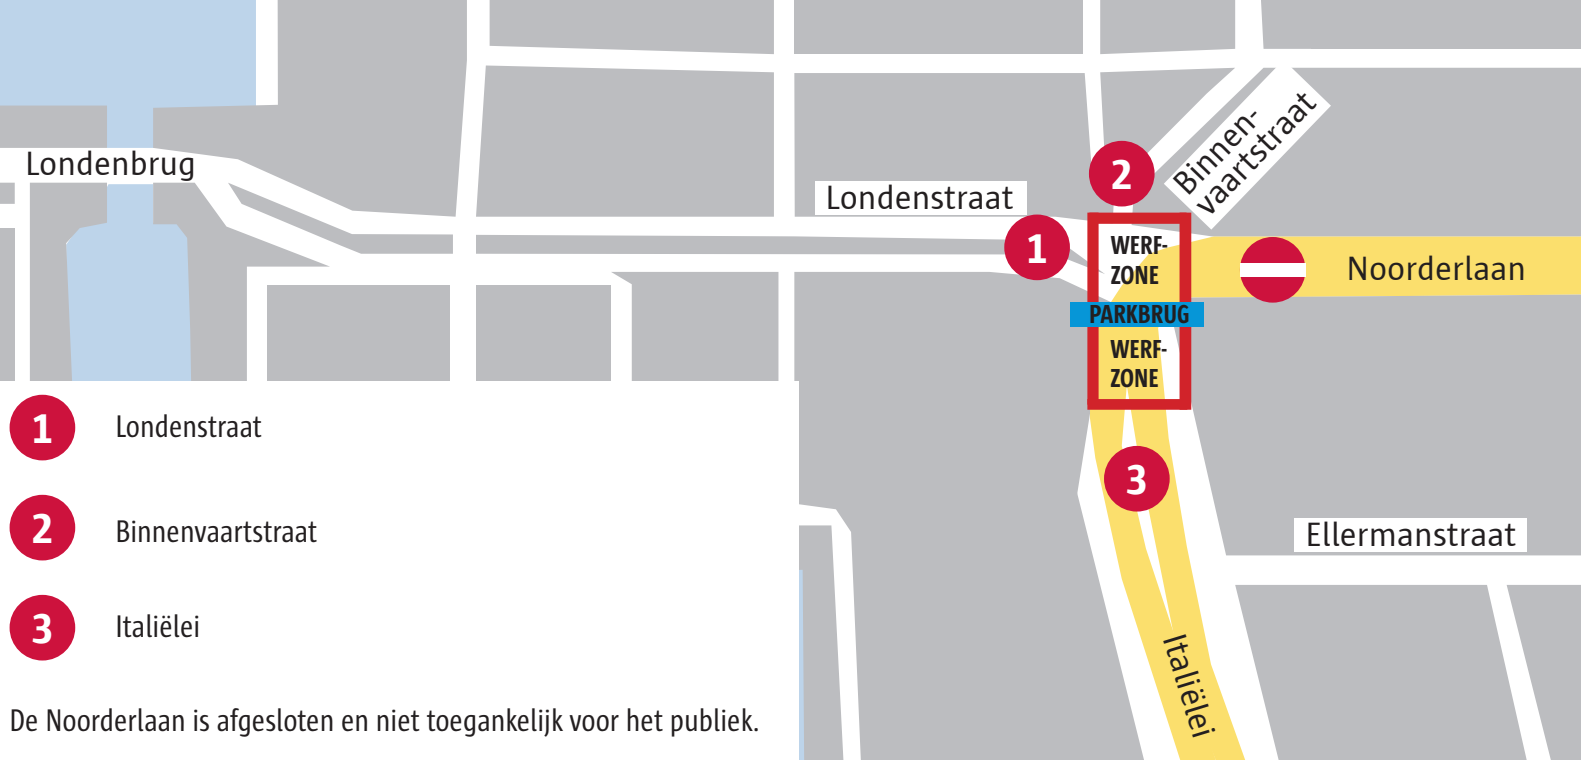 Londenbrug
Londenstraat
2
Binnen-
vaartstraat
1
WERF-
ZONE
Noorderlaan
PARKBRUG
WERF-
ZONE
3
Ellermanstraat
Italiëlei
1 Londenstraat
2 Binnenvaartstraat
3 Italiëlei
De Noorderlaan is afgesloten en niet toegankelijk voor het publiek.